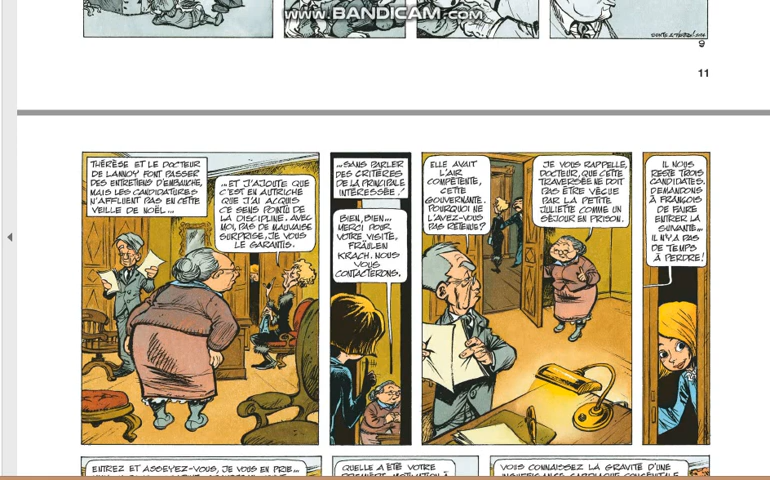 www.BANDICAM.com
9
11
THÉRÈSE ET LE DOCTEUR
DE LANNOY FONT PASSER
DES ENTRETIENS D'EMBAUCHE,
MAIS LES CANDIDATURES
N'AFFLUENT PAS EN CETTE
VEILLE DE NOËL...
...ET J'AJOUTE QUE
C'EST EN AUTRICHE
QUE J'AI ACQUIS
CE SENS POINTU DE
LA DISCIPLINE. AVEC
MOI, PAS DE MAUVAISE
SURPRISE, JE VOUS
LE GARANTIS.
...SANS PARLER
DES CRITÈRES
DE LA PRINCIPALE
INTÉRESSÉE !
BIEN, BIEN...
MERCI POUR
VOTRE VISITE,
FRAÜLEIN
KRACH. NOUS
VOUS
CONTACTERONS.
ELLE AVAIT
L'AIR
COMPÉTENTE,
CETTE
GOUVERNANTE.
POURQUOI NE
L'AVEZ-VOUS
PAS RETENUE ?
JE VOUS RAPPELLE,
DOCTEUR, QUE CETTE
TRAVERSÉE NE DOIT
PAS ÊTRE VÉCUE
PAR LA PETITE
JULIETTE COMME UN
SÉJOUR EN PRISON.
IL NOUS
RESTE TROIS
CANDIDATS.
DEMANDONS
À FRANÇOIS
DE FAIRE
ENTRER LA
SUIVANTE...
IL N'Y A PAS
DE TEMPS
À PERDRE !
ENTREZ ET ASSEYEZ-VOUS, JE VOUS EN PRIE...
QUELLE A ÉTÉ VOTRE
VOUS CONNAISSEZ LA GRAVITÉ D'UNE